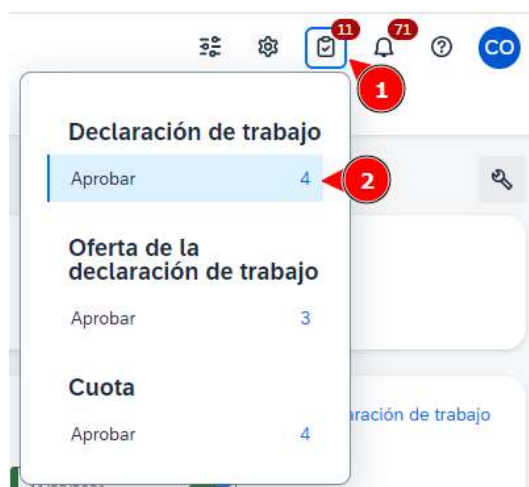 11
71
CO
1
Declaración de trabajo
Aprobar 4
2
Oferta de la
declaración de trabajo
Aprobar 3
Cuota
aración de trabajo
Aprobar 4